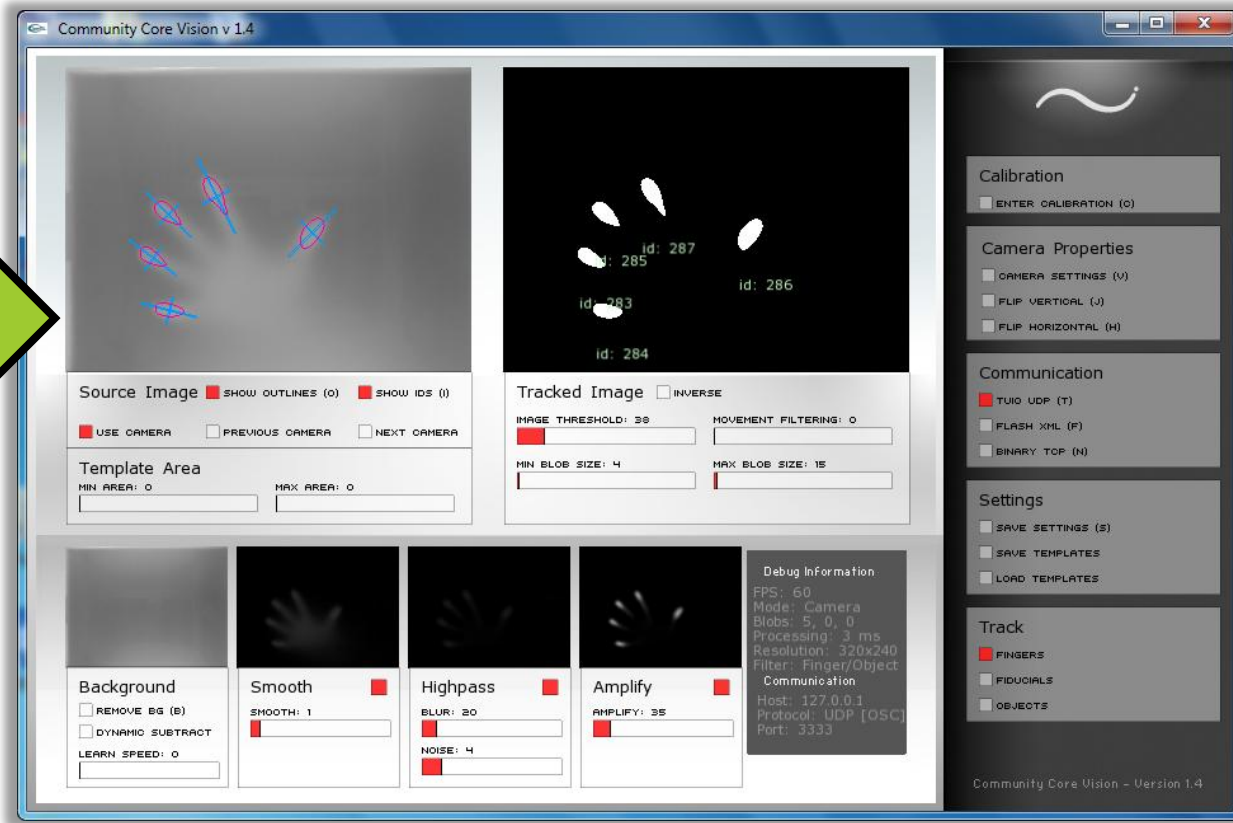 Community Core Vision v 1.4
id: 287
id: 285
id: 286
id: 283
id: 284
Source Image
SHOW OUTLINES (O)
SHOW IDS (I)
USE CAMERA
PREVIOUS CAMERA
NEXT CAMERA
Template Area
MIN AREA: 0
MAX AREA: 0
Tracked Image
INVERSE
IMAGE THRESHOLD: 38
MOVEMENT FILTERING: 0
MIN BLOB SIZE: 4
MAX BLOB SIZE: 15
Background
REMOVE BG (B)
DYNAMIC SUBTRACT
LEARN SPEED: 0
Smooth
SMOOTH: 1
Highpass
BLUR: 20
NOISE: 4
Amplify
AMPLIFY: 35
Debug Information
FPS: 60
Mode: Camera
Blobs: 5, 0, 0
Processing: 3 ms
Resolution: 320x240
Filter: Finger/Object
Communication
Host: 127.0.0.1
Protocol: UDP [OSC]
Port: 3333
Calibration
ENTER CALIBRATION (C)
Camera Properties
CAMERA SETTINGS (V)
FLIP VERTICAL (J)
FLIP HORIZONTAL (H)
Communication
TUIO UDP (T)
FLASH XML (F)
BINARY TCP (N)
Settings
SAVE SETTINGS (S)
SAVE TEMPLATES
LOAD TEMPLATES
Track
FINGERS
FIDUCIALS
OBJECTS
Community Core Vision - Version 1.4